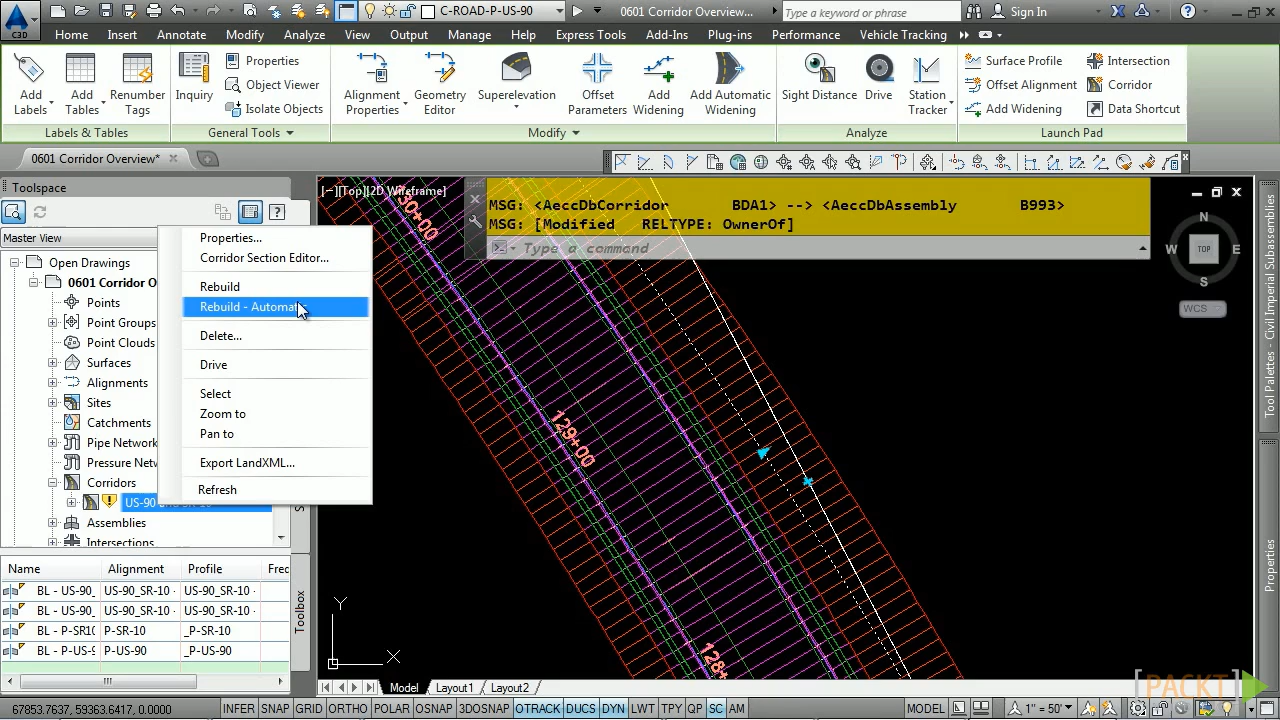 C3D
C-ROAD-P-US-90
0601 Corridor Overview...
Type a keyword or phrase
Sign In
Home Insert Annotate Modify Analyze View Output Manage Help Express Tools Add-Ins Plug-ins Performance Vehicle Tracking
Add Labels
Add Tables
Renumber Tags
Labels & Tables
Inquiry
Properties
Object Viewer
Isolate Objects
General Tools
Alignment Properties
Geometry Editor
Superelevation
Offset Parameters
Add Widening
Add Automatic Widening
Modify
Sight Distance
Drive
Station Tracker
Analyze
Surface Profile
Offset Alignment
Add Widening
Intersection
Corridor
Data Shortcut
Launch Pad
0601 Corridor Overview*
Toolspace
Master View
Open Drawings
0601 Corridor O
Points
Point Groups
Point Clouds
Surfaces
Alignments
Sites
Catchments
Pipe Network
Pressure Net
Corridors
US-90 and SR-10
Assemblies
Intersections
Properties...
Corridor Section Editor...
Rebuild
Rebuild - Automat
Delete...
Drive
Select
Zoom to
Pan to
Export LandXML...
Refresh
Name Alignment Profile Frec
BL - US-90_ US-90_SR-10 - US-90_SR-10 -
BL - US-90_ US-90_SR-10 - US-90_SR-10 -
BL - P-SR10 P-SR-10 _P-SR-10
BL - P-US-9 P-US-90 _P-US-90
Toolbox
[−][Top][2D Wireframe]
MSG: <AeccDbCorridor BDA1> --> <AeccDbAssembly B993>
MSG: [Modified RELTYPE: OwnerOf]
Type a command
N
W TOP E
S
WCS
130+00
129+00
128+
Y
X
Tool Palettes - Civil Imperial Subassemblies
Properties
PACKT
Model Layout1 Layout2
67853.7637, 59363.6417, 0.0000
INFER SNAP GRID ORTHO POLAR OSNAP 3DOSNAP OTRACK DUCS DYN LWT TPY QP SC AM
MODEL
1" = 50'